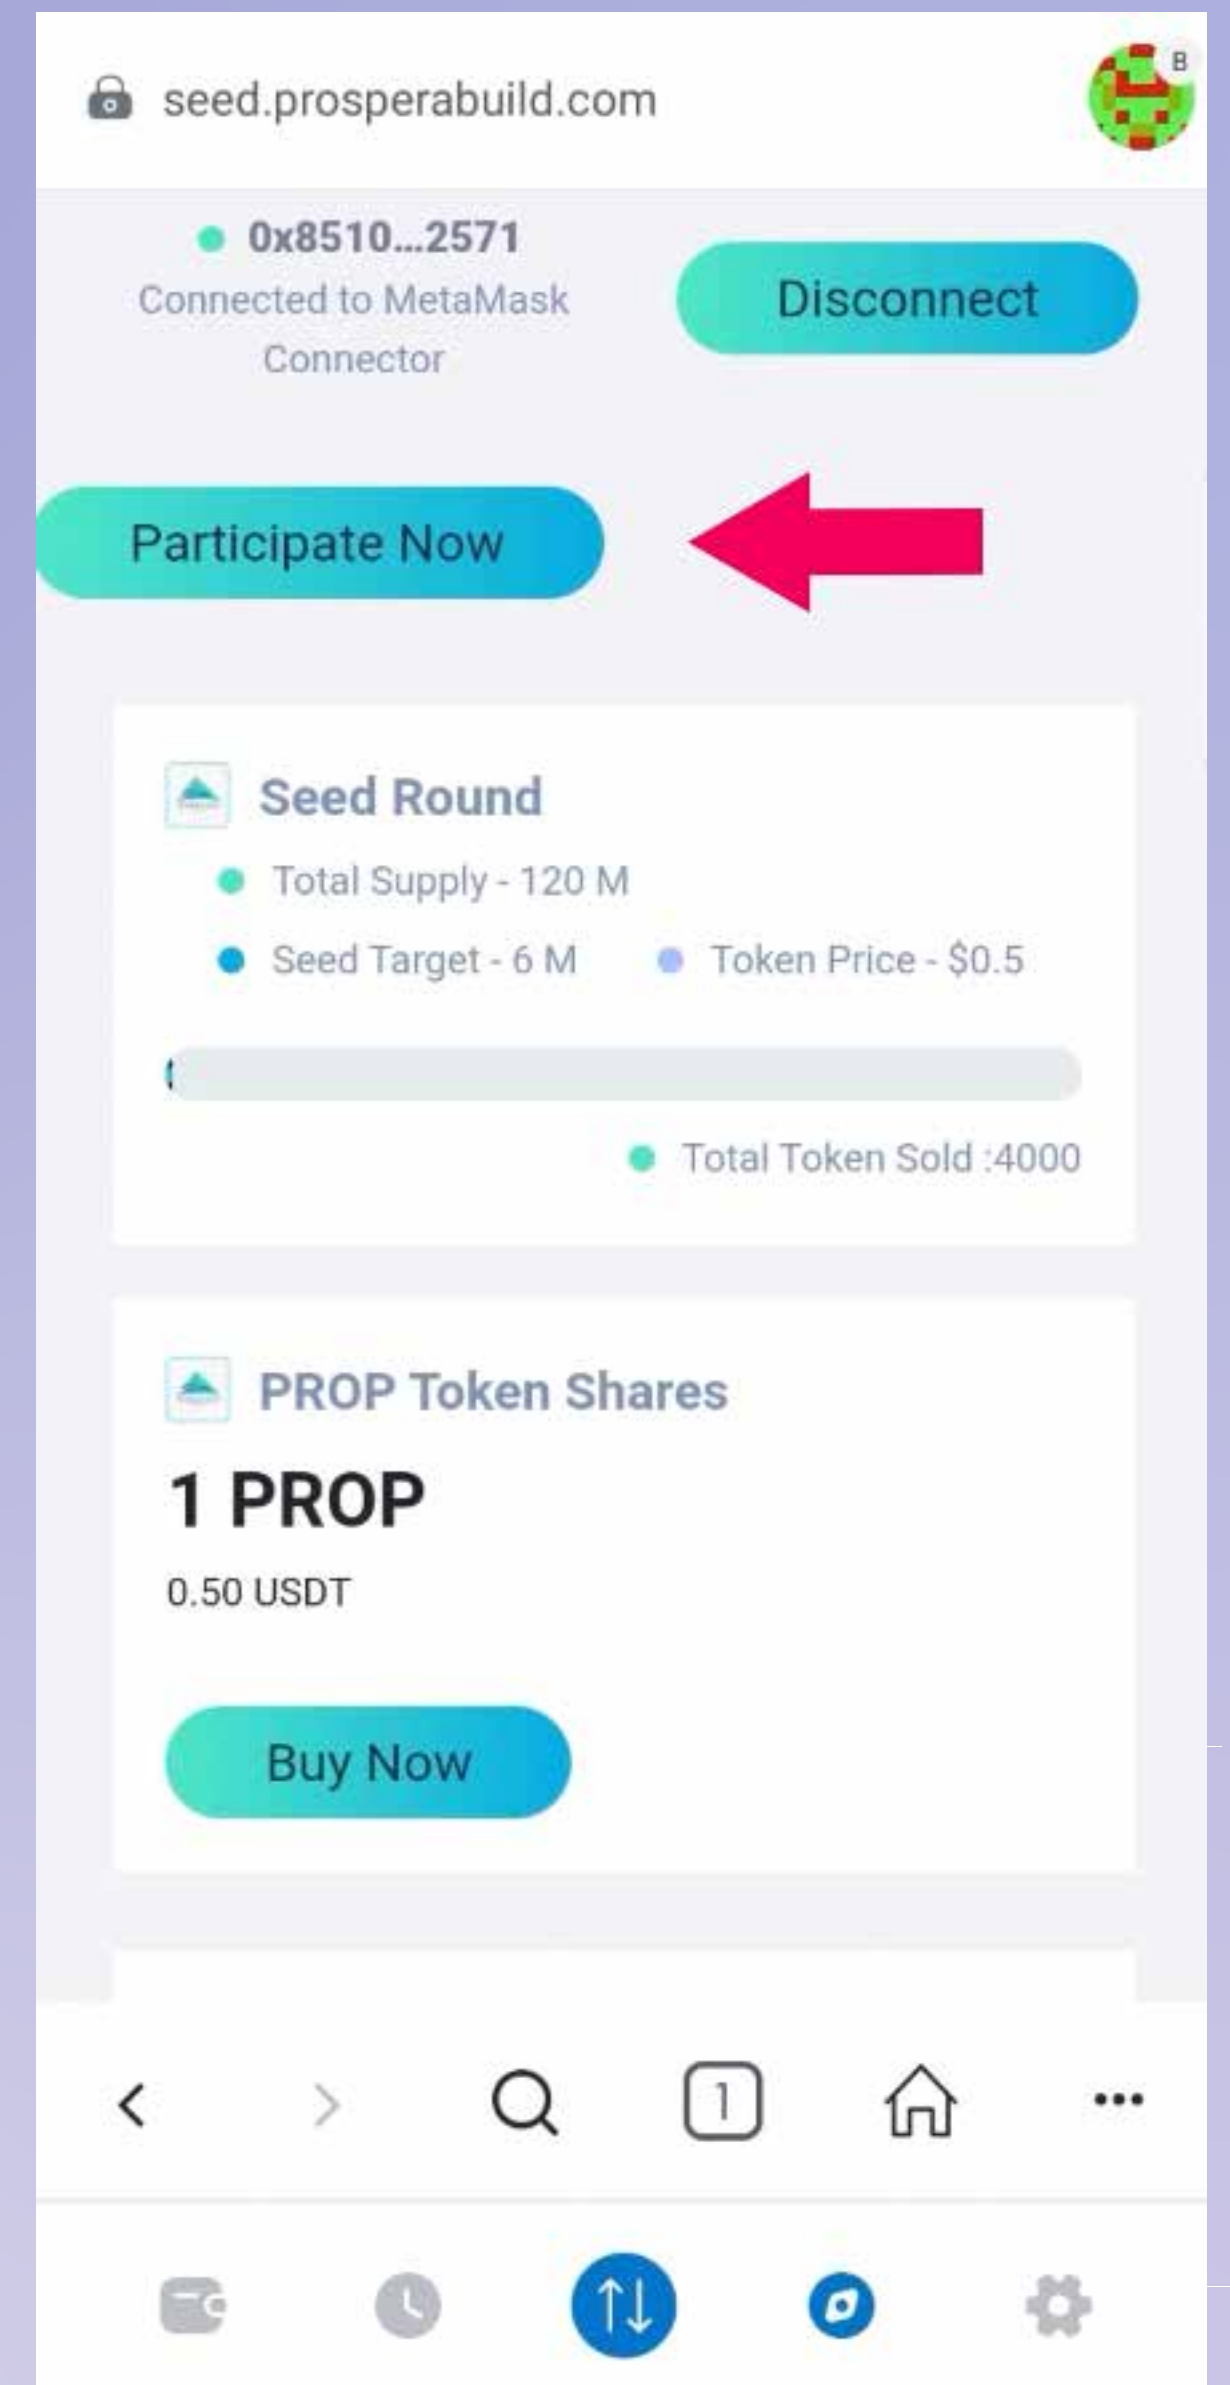 seed.prosperabuild.com
B
0x8510...2571
Connected to MetaMask
Connector
Disconnect
Participate Now
Seed Round
Total Supply - 120 M
Seed Target - 6 M
Token Price - $0.5
Total Token Sold :4000
PROP Token Shares
1 PROP
0.50 USDT
Buy Now
1